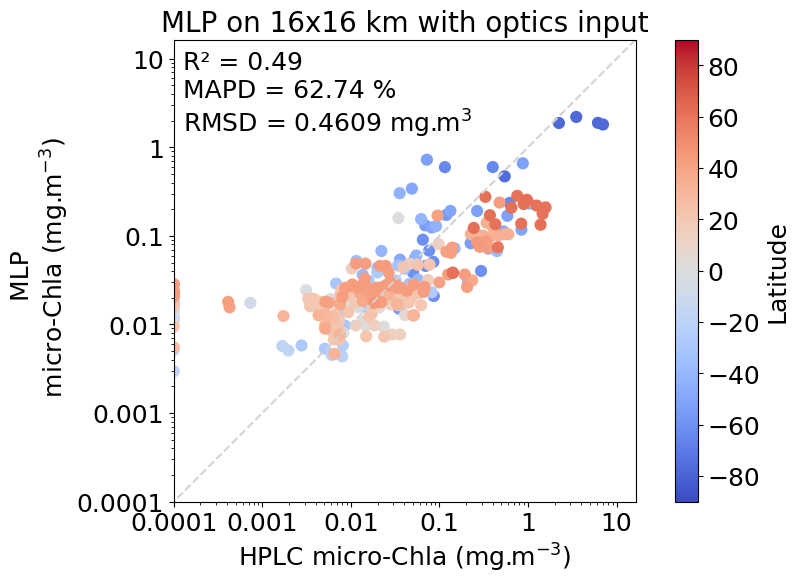 MLP on 16x16 km with optics input
R² = 0.49
MAPD = 62.74 %
RMSD = 0.4609 mg.m³
10
1
0.1
0.01
0.001
0.0001
MLP
micro-Chla (mg.m⁻³)
0.0001 0.001 0.01 0.1 1 10
HPLC micro-Chla (mg.m⁻³)
80
60
40
20
0
−20
−40
−60
−80
Latitude